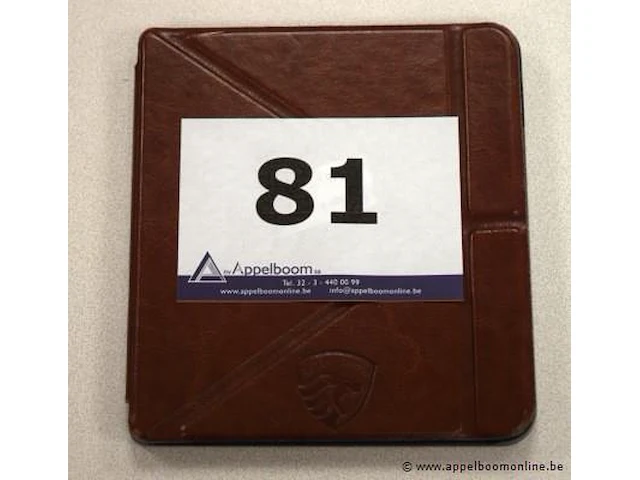 81
Appelboom
Tel. 32 - 3 - 440 00 99
www.appelboomonline.be info@appelboomonline.be
© www.appelboomonline.be